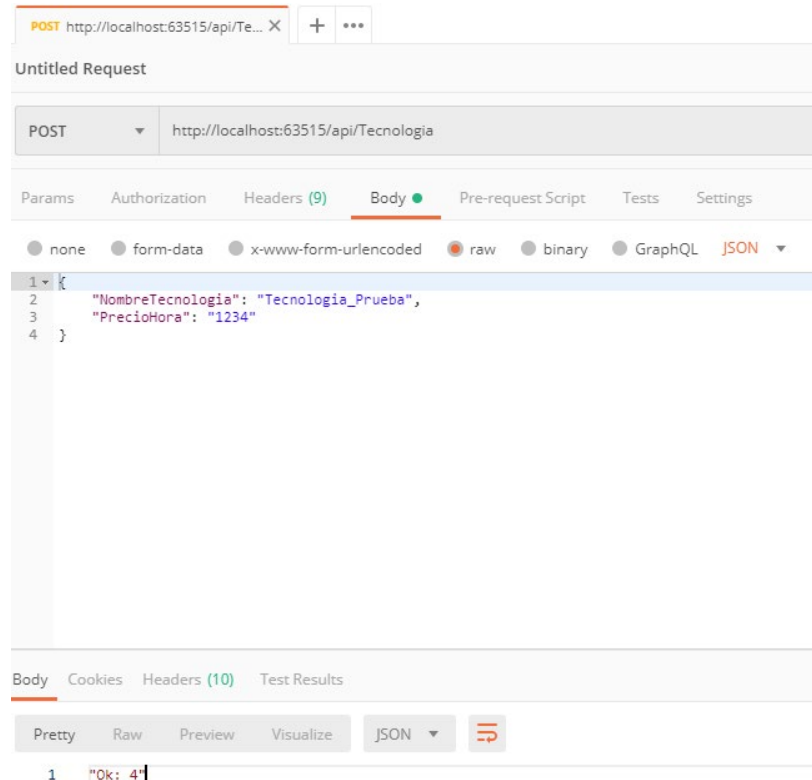 POST http://localhost:63515/api/Te... X + •••
Untitled Request
POST http://localhost:63515/api/Tecnologia
Params Authorization Headers (9) Body Pre-request Script Tests Settings
none form-data x-www-form-urlencoded raw binary GraphQL JSON
1 {
2 "NombreTecnologia": "Tecnologia_Prueba",
3 "PrecioHora": "1234"
4 }
Body Cookies Headers (10) Test Results
Pretty Raw Preview Visualize JSON
1 "Ok: 4"